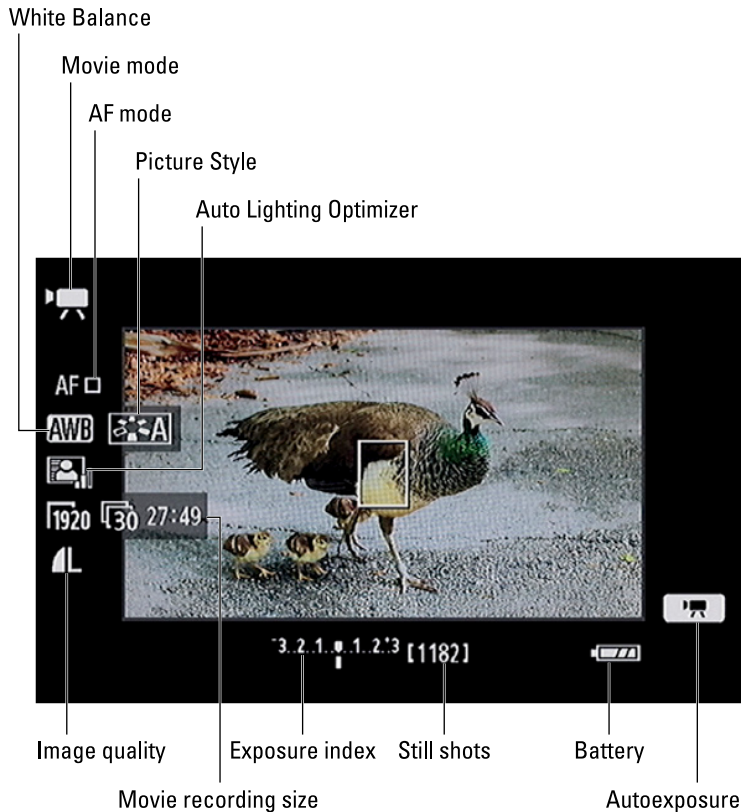 White Balance
Movie mode
AF mode
Picture Style
Auto Lighting Optimizer
AF
AWB A
1920 30 27:49
L
-3..2..1..0..1..2..+3 [1182]
Image quality Exposure index Still shots Battery
Movie recording size Autoexposure